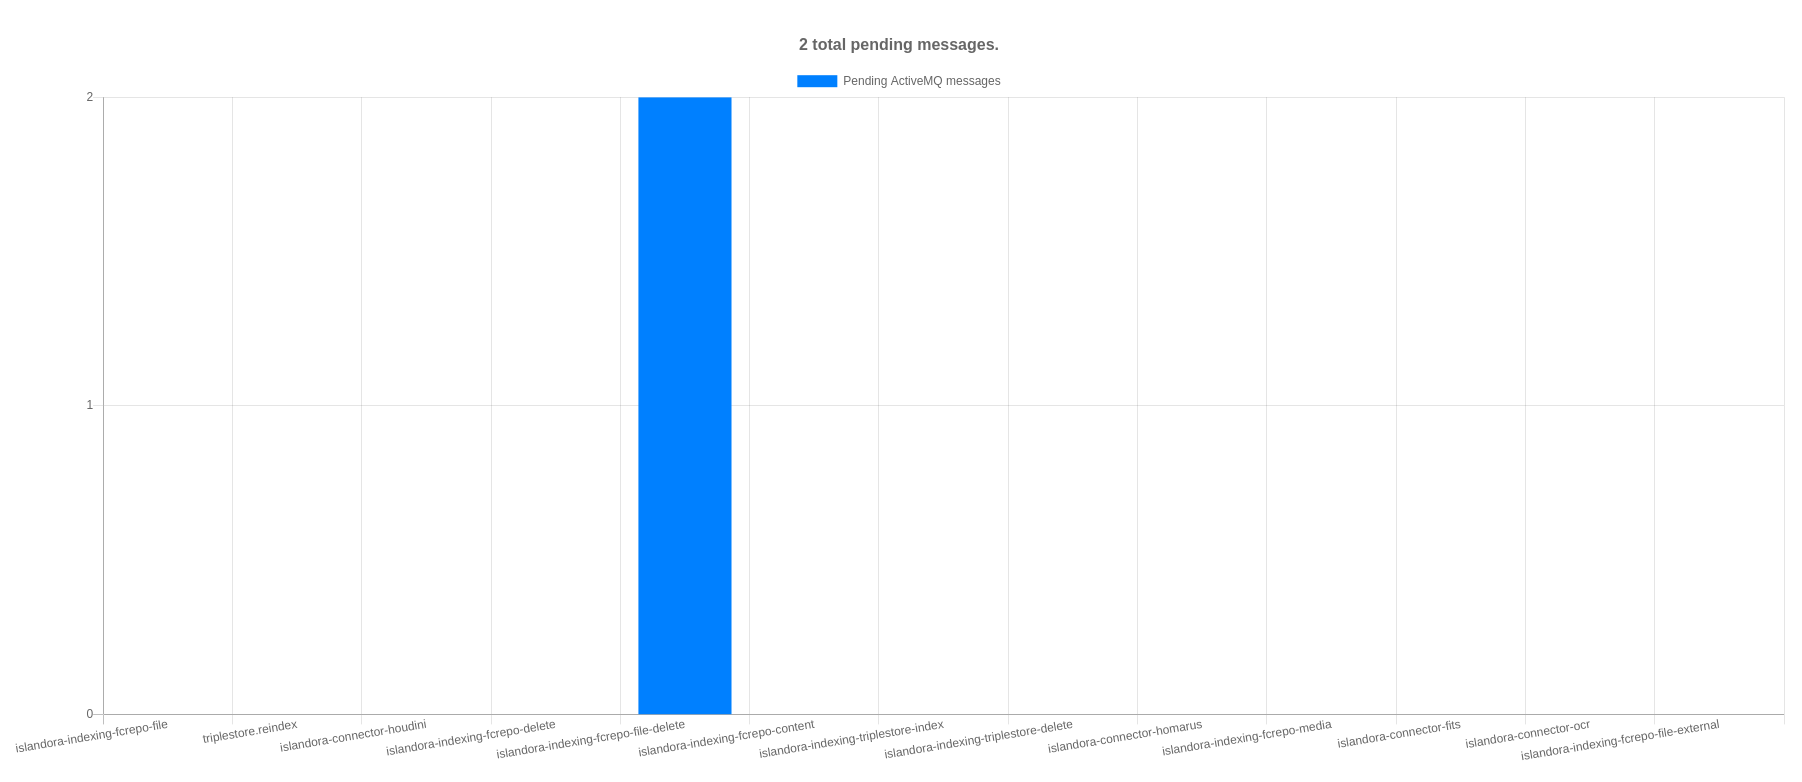 2 total pending messages.
Pending ActiveMQ messages
2
1
0
islandora-indexing-fcrepo-file
triplestore.reindex
islandora-connector-houdini
islandora-indexing-fcrepo-delete
islandora-indexing-fcrepo-file-delete
islandora-indexing-fcrepo-content
islandora-indexing-triplestore-index
islandora-indexing-triplestore-delete
islandora-connector-homarus
islandora-indexing-fcrepo-media
islandora-connector-fits
islandora-connector-ocr
islandora-indexing-fcrepo-file-external